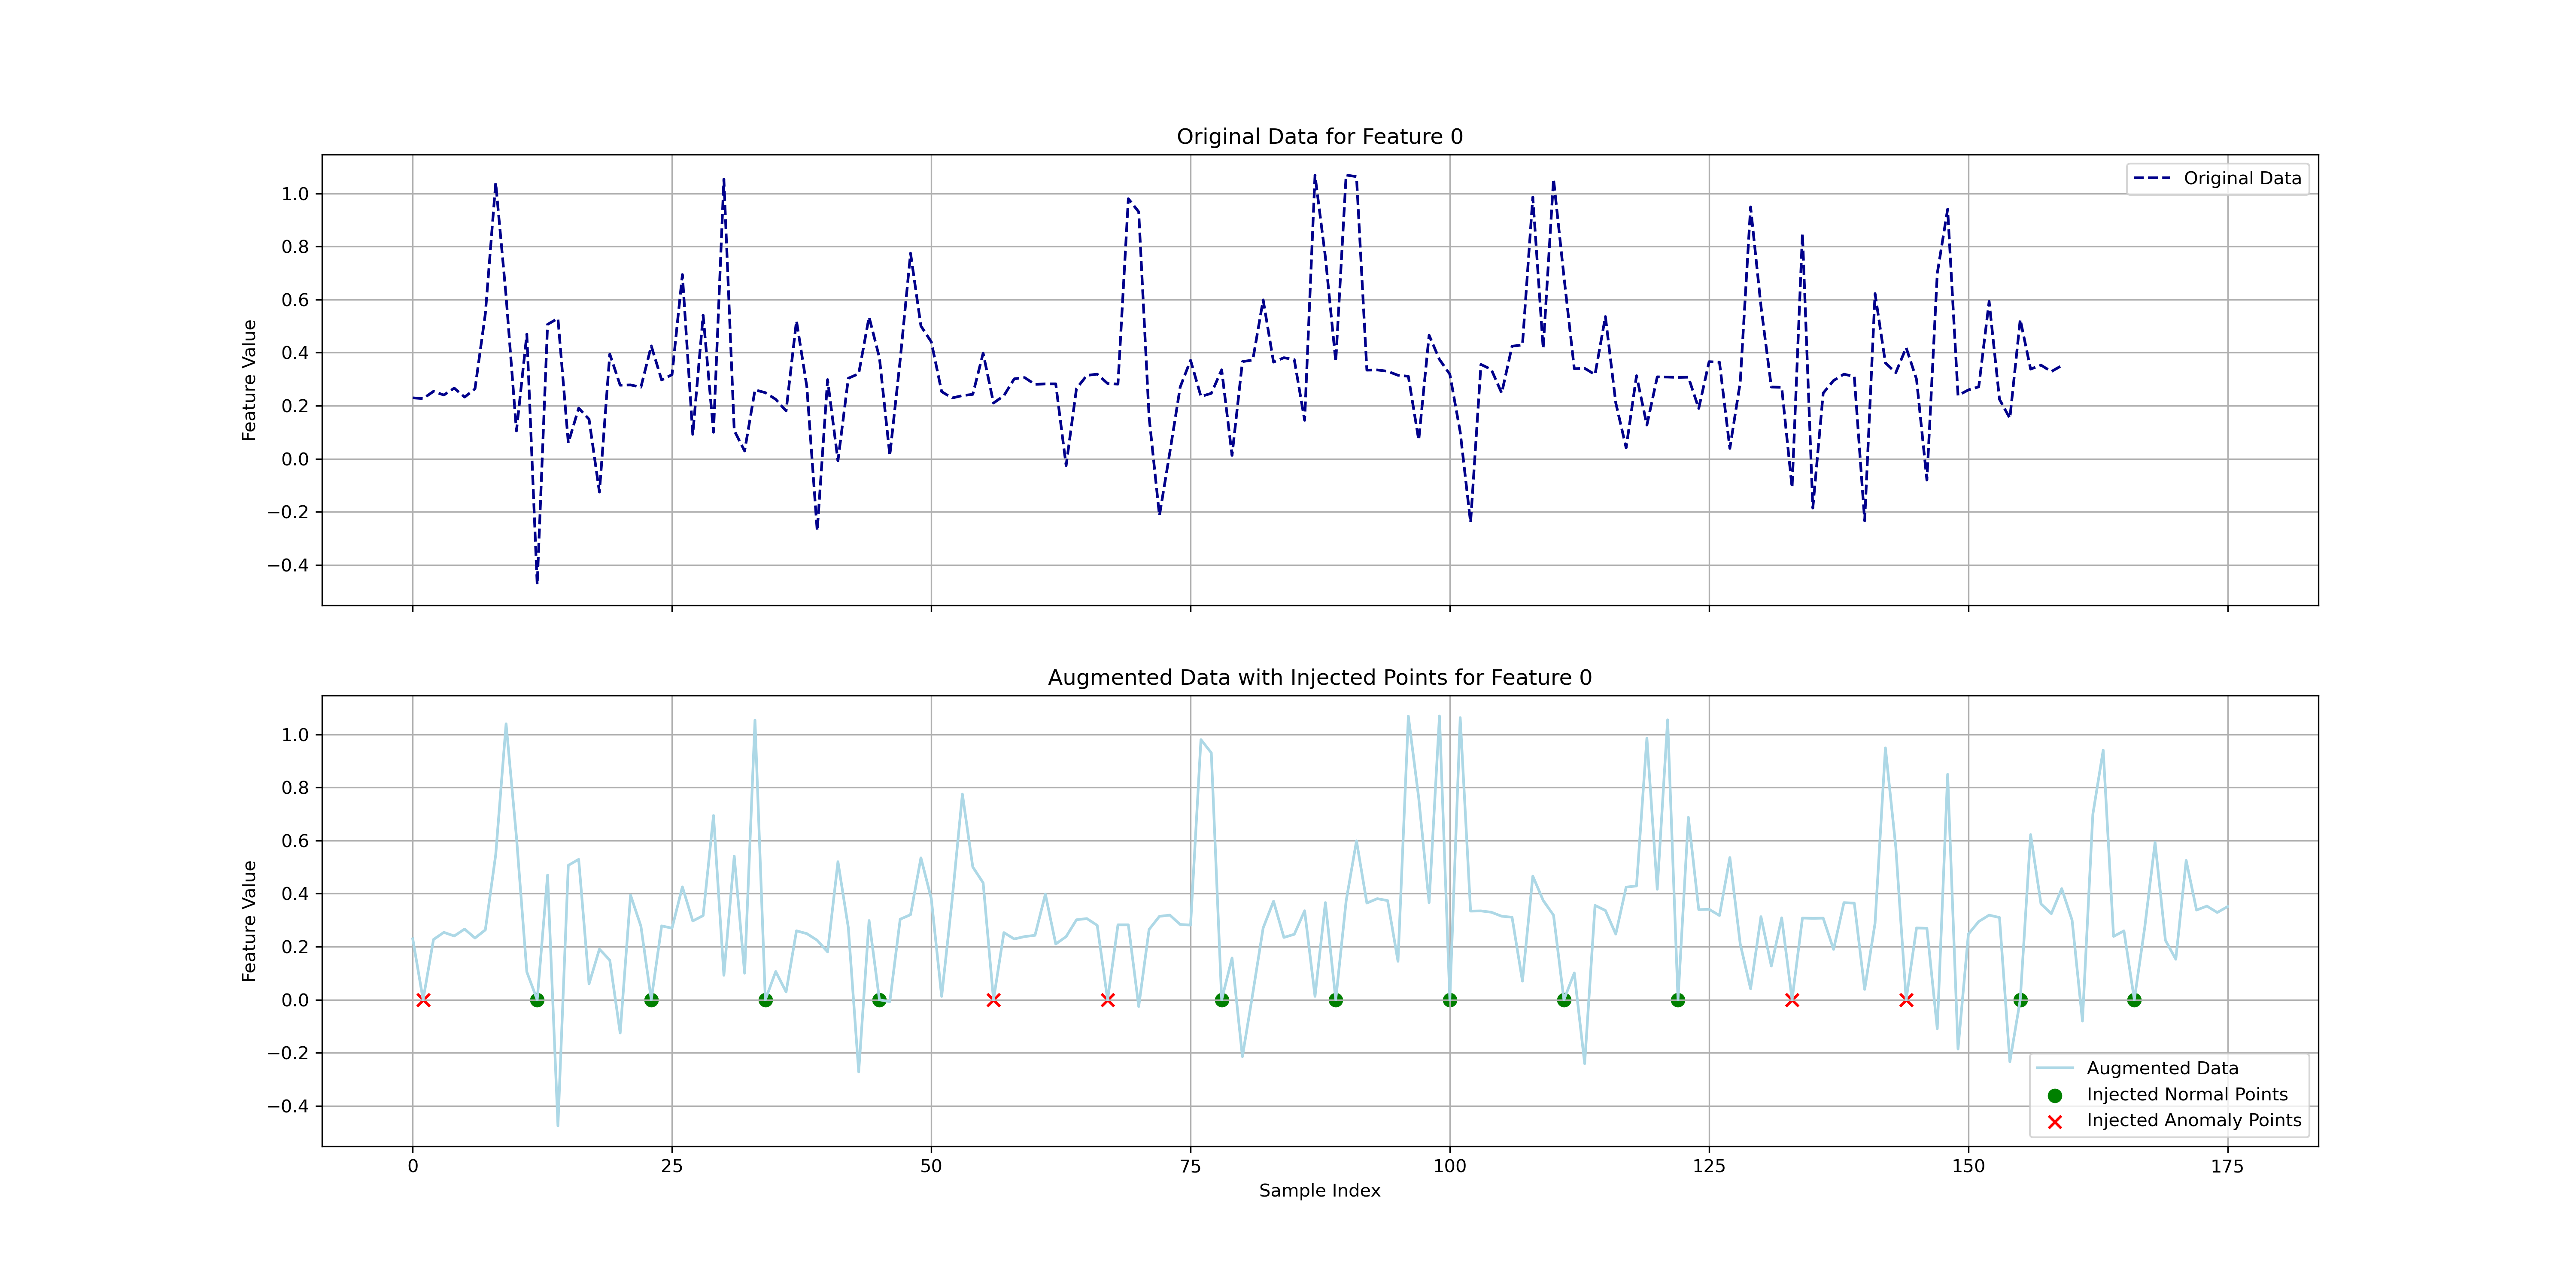 Original Data for Feature 0
Feature Value
1.0
0.8
0.6
0.4
0.2
0.0
−0.2
−0.4
Original Data
Augmented Data with Injected Points for Feature 0
Feature Value
1.0
0.8
0.6
0.4
0.2
0.0
−0.2
−0.4
Augmented Data
Injected Normal Points
Injected Anomaly Points
0 25 50 75 100 125 150 175
Sample Index